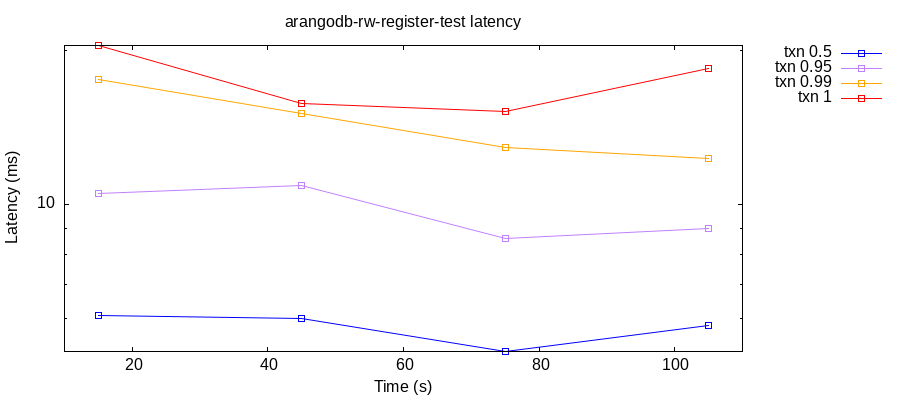 arangodb-rw-register-test latency
txn 0.5
txn 0.95
txn 0.99
txn 1
Latency (ms)
10
20 40 60 80 100
Time (s)